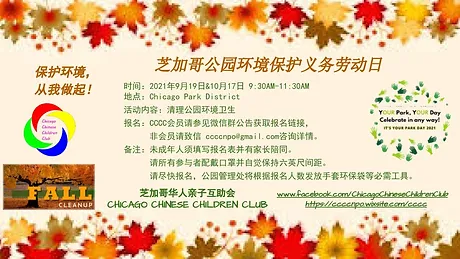 芝加哥公园环境保护义务劳动日
保护环境，
从我做起！
时间：2021年9月19日&10月17日 9:30AM-11:30AM
地点：Chicago Park District
活动内容：清理公园环境卫生
报名：CCCC会员请参见微信群公告获取报名链接，
非会员请致信 ccccnpo@gmail.com咨询详情。
备注：未成年人须填写报名表并有家长陪同。
请所有参与者配戴口罩并自觉保持六英尺间距。
请尽快报名，公园管理处将根据报名人数发放手套环保袋等必需工具。
Chicago
Chinese
Children
Club
YOUR Park, YOUR Day
Celebrate in any way!
IT'S YOUR PARK DAY 2021
FALL
CLEANUP
芝加哥华人亲子互助会
CHICAGO CHINESE CHILDREN CLUB
www.facebook.com/ChicagoChineseChildrenClub
https://ccccnpo.wixsite.com/cccc